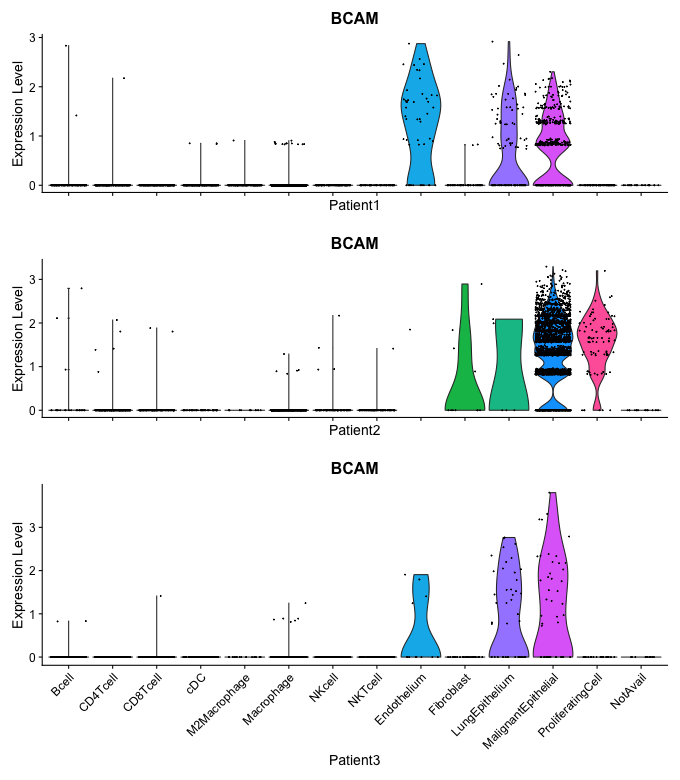 BCAM
Expression Level
3
2
1
0
Patient1
BCAM
Expression Level
3
2
1
0
Patient2
BCAM
Expression Level
3
2
1
0
Bcell
CD4Tcell
CD8Tcell
cDC
M2Macrophage
Macrophage
NKcell
NKTcell
Endothelium
Fibroblast
LungEpithelium
MalignantEpithelial
ProliferatingCell
NotAvail
Patient3